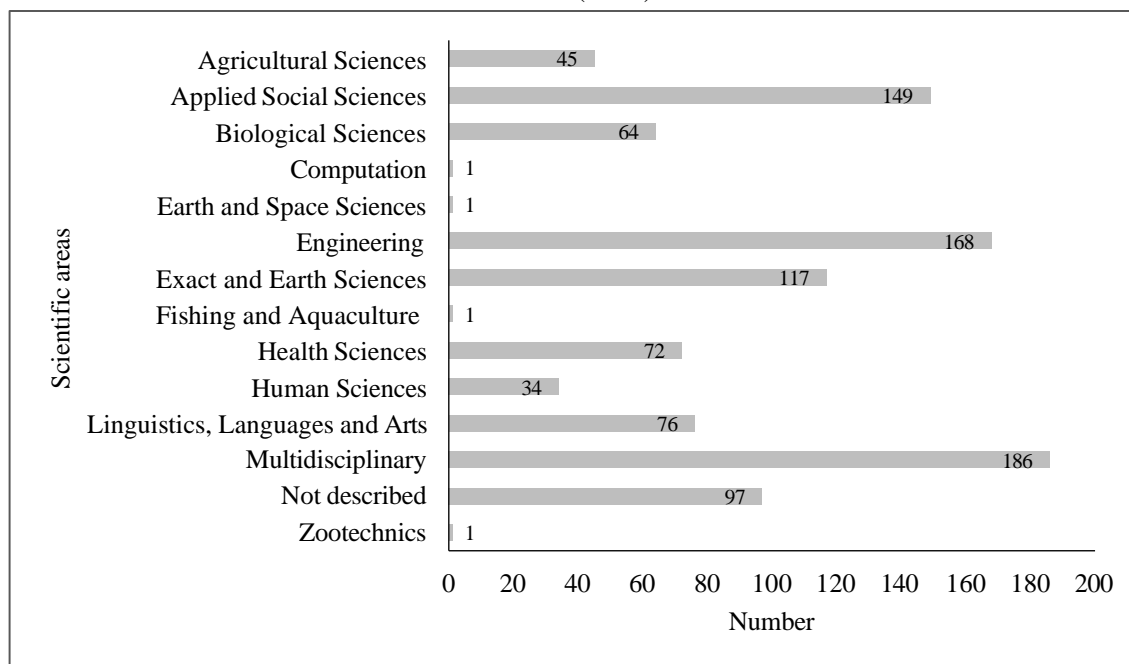 Agricultural Sciences 45
Applied Social Sciences 149
Biological Sciences 64
Computation 1
Earth and Space Sciences 1
Engineering 168
Exact and Earth Sciences 117
Fishing and Aquaculture 1
Health Sciences 72
Human Sciences 34
Linguistics, Languages and Arts 76
Multidisciplinary 186
Not described 97
Zootechnics 1
Scientific areas
0 20 40 60 80 100 120 140 160 180 200
Number